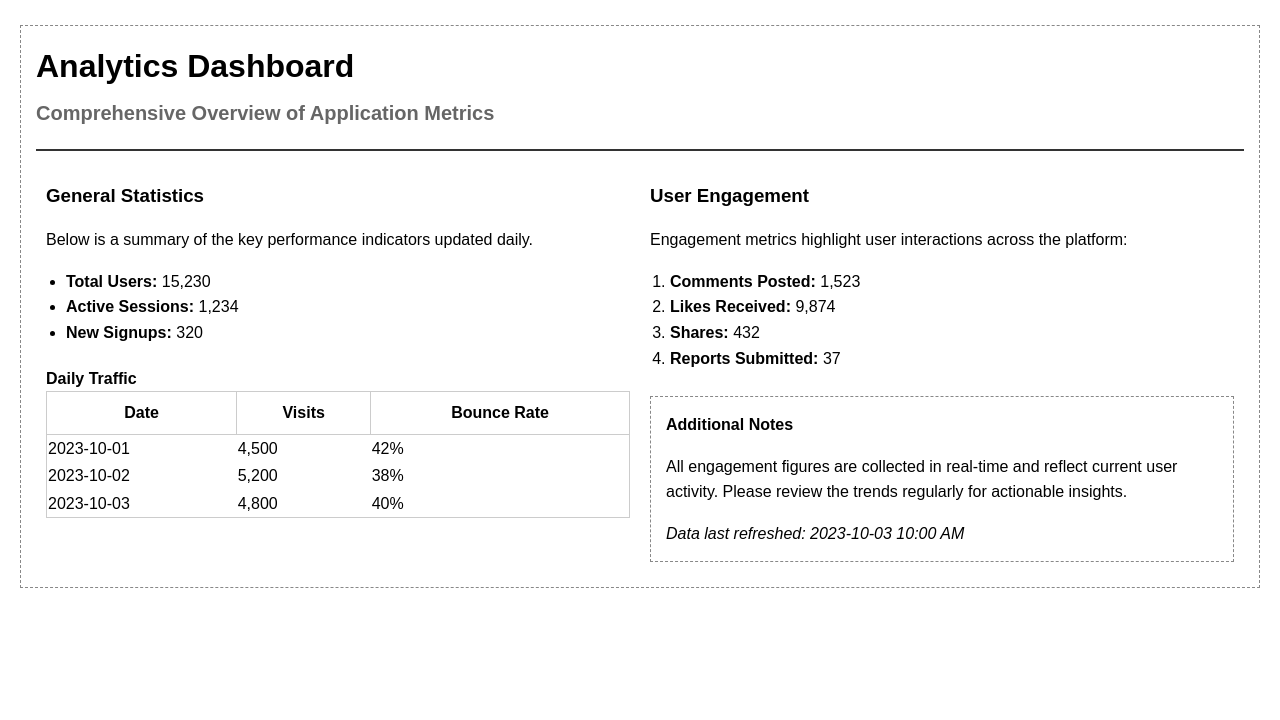 Analytics Dashboard
Comprehensive Overview of Application Metrics
General Statistics
Below is a summary of the key performance indicators updated daily.
• Total Users: 15,230
• Active Sessions: 1,234
• New Signups: 320
Daily Traffic
Date Visits Bounce Rate
2023-10-01 4,500 42%
2023-10-02 5,200 38%
2023-10-03 4,800 40%
User Engagement
Engagement metrics highlight user interactions across the platform:
1. Comments Posted: 1,523
2. Likes Received: 9,874
3. Shares: 432
4. Reports Submitted: 37
Additional Notes
All engagement figures are collected in real-time and reflect current user
activity. Please review the trends regularly for actionable insights.
Data last refreshed: 2023-10-03 10:00 AM